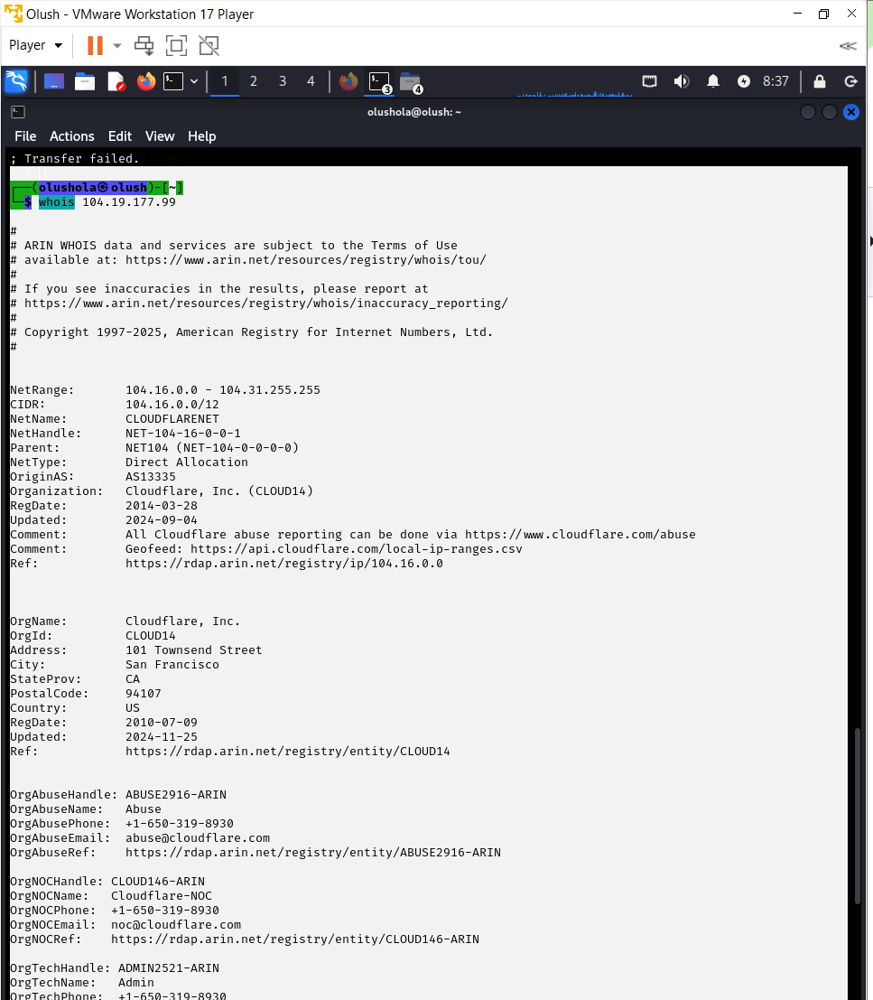 Olush - VMware Workstation 17 Player
Player
1 2 3 4 3 4 8:37
olushola@olush: ~
File Actions Edit View Help
; Transfer failed.
(olushola㉿olush)-[~]
$ whois 104.19.177.99
#
# ARIN WHOIS data and services are subject to the Terms of Use
# available at: https://www.arin.net/resources/registry/whois/tou/
#
# If you see inaccuracies in the results, please report at
# https://www.arin.net/resources/registry/whois/inaccuracy_reporting/
#
# Copyright 1997-2025, American Registry for Internet Numbers, Ltd.
#
NetRange: 104.16.0.0 - 104.31.255.255
CIDR: 104.16.0.0/12
NetName: CLOUDFLARENET
NetHandle: NET-104-16-0-0-1
Parent: NET104 (NET-104-0-0-0-0)
NetType: Direct Allocation
OriginAS: AS13335
Organization: Cloudflare, Inc. (CLOUD14)
RegDate: 2014-03-28
Updated: 2024-09-04
Comment: All Cloudflare abuse reporting can be done via https://www.cloudflare.com/abuse
Comment: Geofeed: https://api.cloudflare.com/local-ip-ranges.csv
Ref: https://rdap.arin.net/registry/ip/104.16.0.0
OrgName: Cloudflare, Inc.
OrgId: CLOUD14
Address: 101 Townsend Street
City: San Francisco
StateProv: CA
PostalCode: 94107
Country: US
RegDate: 2010-07-09
Updated: 2024-11-25
Ref: https://rdap.arin.net/registry/entity/CLOUD14
OrgAbuseHandle: ABUSE2916-ARIN
OrgAbuseName: Abuse
OrgAbusePhone: +1-650-319-8930
OrgAbuseEmail: abuse@cloudflare.com
OrgAbuseRef: https://rdap.arin.net/registry/entity/ABUSE2916-ARIN
OrgNOCHandle: CLOUD146-ARIN
OrgNOCName: Cloudflare-NOC
OrgNOCPhone: +1-650-319-8930
OrgNOCEmail: noc@cloudflare.com
OrgNOCRef: https://rdap.arin.net/registry/entity/CLOUD146-ARIN
OrgTechHandle: ADMIN2521-ARIN
OrgTechName: Admin
OrgTechPhone: +1-650-319-8930